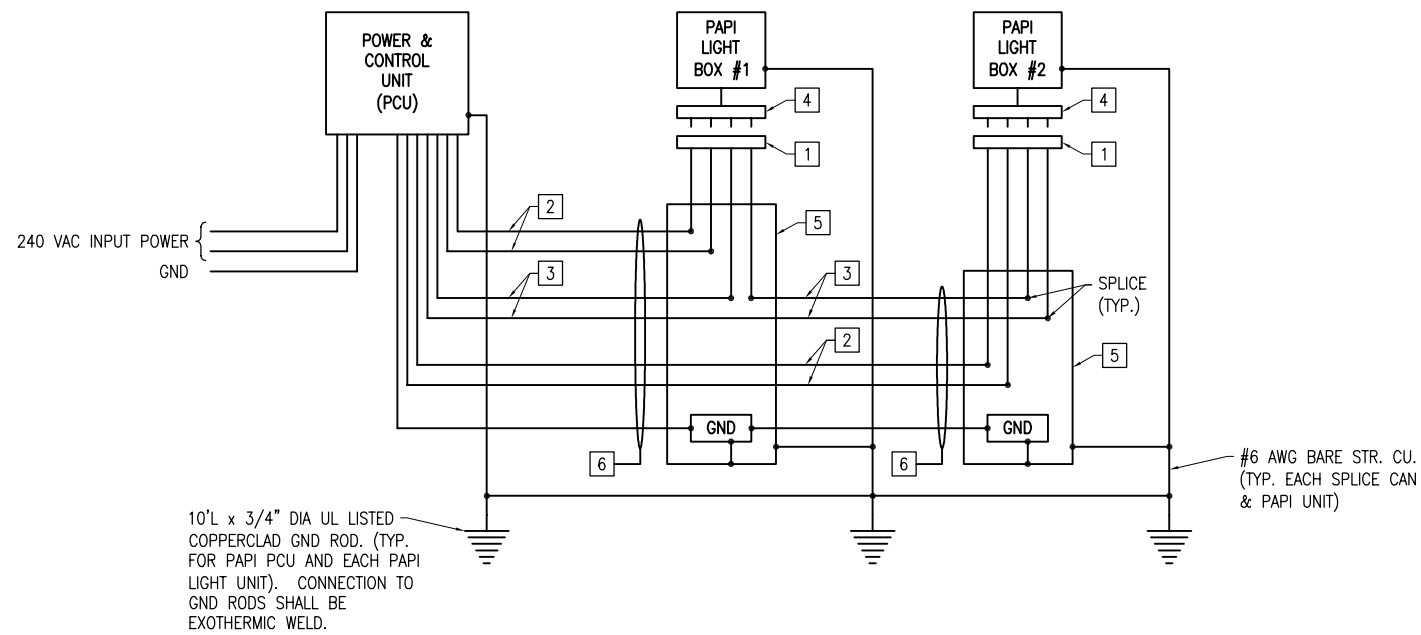 POWER &
CONTROL
UNIT
(PCU)
PAPI
LIGHT
BOX #1
PAPI
LIGHT
BOX #2
4
4
1
1
2
5
240 VAC INPUT POWER
GND
3
3
SPLICE
(TYP.)
2
5
GND
GND
6
6
#6 AWG BARE STR. CU.
(TYP. EACH SPLICE CAN
& PAPI UNIT)
10'L x 3/4" DIA UL LISTED
COPPERCLAD GND ROD. (TYP.
FOR PAPI PCU AND EACH PAPI
LIGHT UNIT). CONNECTION TO
GND RODS SHALL BE
EXOTHERMIC WELD.